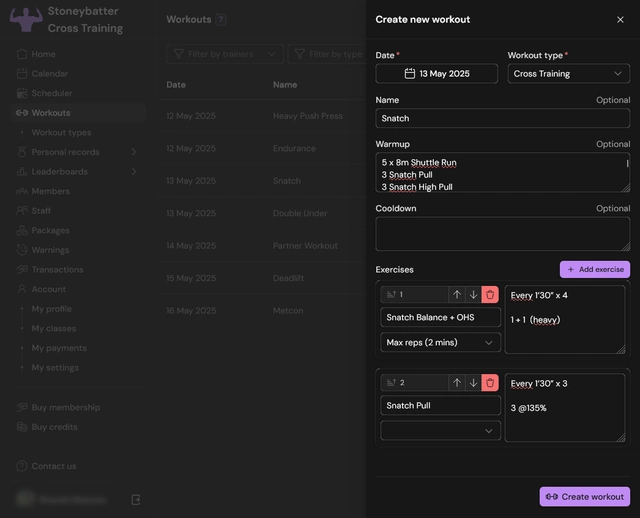 Stoneybatter
Cross Training
Home
Calendar
Scheduler
Workouts
Workout types
Personal records
Leaderboards
Members
Staff
Packages
Warnings
Transactions
Account
My profile
My classes
My payments
My settings
Buy membership
Buy credits
Contact us
Workouts 7
Filter by trainers
Filter by type
Date Name
12 May 2025 Heavy Push Press
12 May 2025 Endurance
13 May 2025 Snatch
13 May 2025 Double Under
14 May 2025 Partner Workout
15 May 2025 Deadlift
16 May 2025 Metcon
Create new workout
Date* Workout type*
13 May 2025 Cross Training
Name Optional
Snatch
Warmup Optional
5 x 8m Shuttle Run
3 Snatch Pull
3 Snatch High Pull
Cooldown Optional
Exercises Add exercise
1
Snatch Balance + OHS
Max reps (2 mins)
Every 1'30" x 4
1 + 1 (heavy)
2
Snatch Pull
Every 1'30" x 3
3 @135%
Create workout